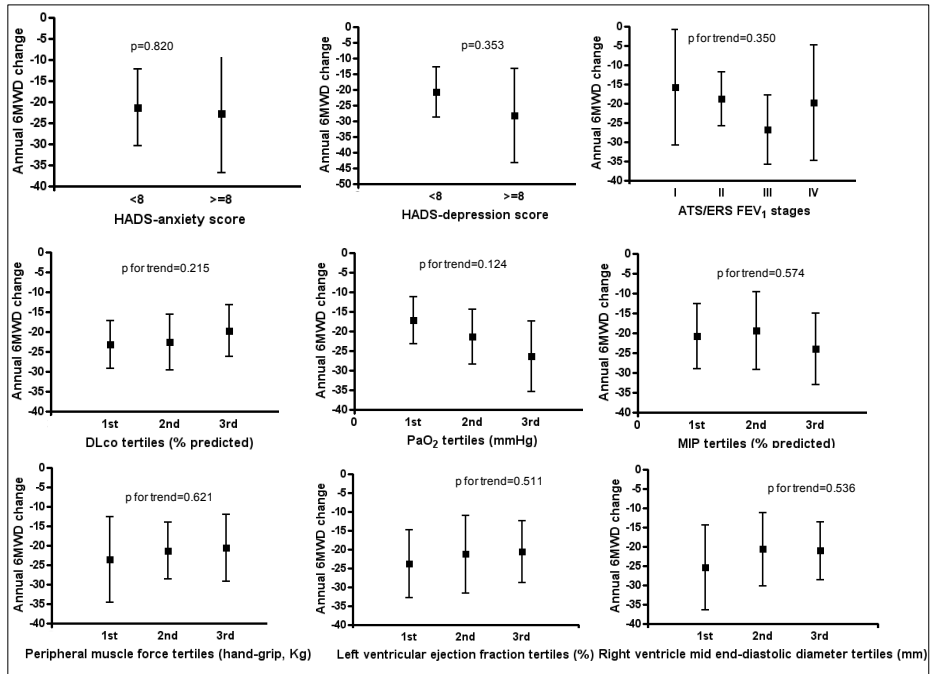 Annual 6MWD change
0
-5
-10
-15
-20
-25
-30
-35
-40
p=0.820
<8
>=8
HADS-anxiety score
Annual 6MWD change
0
-5
-10
-15
-20
-25
-30
-35
-40
-45
-50
p=0.353
<8
>=8
HADS-depression score
Annual 6MWD change
0
-5
-10
-15
-20
-25
-30
-35
-40
p for trend=0.350
I
II
III
IV
ATS/ERS FEV₁ stages
Annual 6MWD change
0
-5
-10
-15
-20
-25
-30
-35
-40
p for trend=0.215
1st
2nd
3rd
DLco tertiles (% predicted)
Annual 6MWD change
0
-5
-10
-15
-20
-25
-30
-35
-40
p for trend=0.124
0
1st
2nd
3rd
PaO₂ tertiles (mmHg)
Annual 6MWD change
0
-5
-10
-15
-20
-25
-30
-35
-40
p for trend=0.574
0
1st
2nd
3rd
MIP tertiles (% predicted)
Annual 6MWD change
0
-5
-10
-15
-20
-25
-30
-35
-40
p for trend=0.621
1st
2nd
3rd
Peripheral muscle force tertiles (hand-grip, Kg)
Annual 6MWD change
0
-5
-10
-15
-20
-25
-30
-35
-40
p for trend=0.511
1st
2nd
3rd
Left ventricular ejection fraction tertiles (%)
Annual 6MWD change
0
-5
-10
-15
-20
-25
-30
-35
-40
p for trend=0.536
1st
2nd
3rd
Right ventricle mid end-diastolic diameter tertiles (mm)